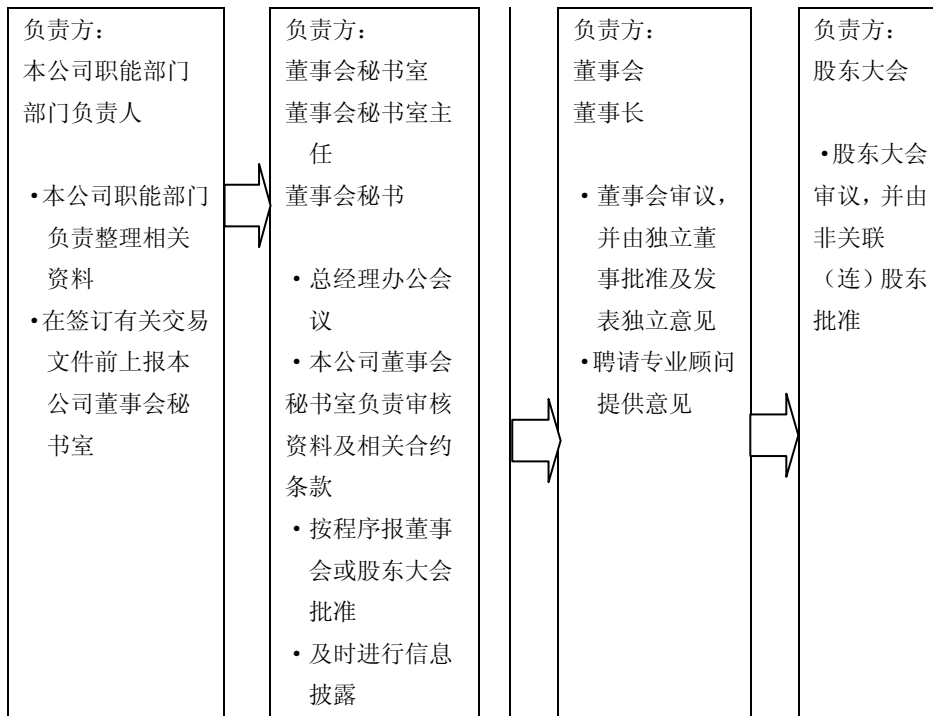 负责方：
本公司职能部门
部门负责人
·本公司职能部门
负责整理相关
资料
·在签订有关交易
文件前上报本
公司董事会秘
书室
负责方：
董事会秘书室
董事会秘书室主
任
董事会秘书
·总经理办公会
议
·本公司董事会
秘书室负责审核
资料及相关合约
条款
·按程序报董事
会或股东大会
批准
·及时进行信息
披露
负责方：
董事会
董事长
·董事会审议，
并由独立董
事批准及发
表独立意见
·聘请专业顾问
提供意见
负责方：
股东大会
·股东大会
审议，并由
非关联
（连）股东
批准